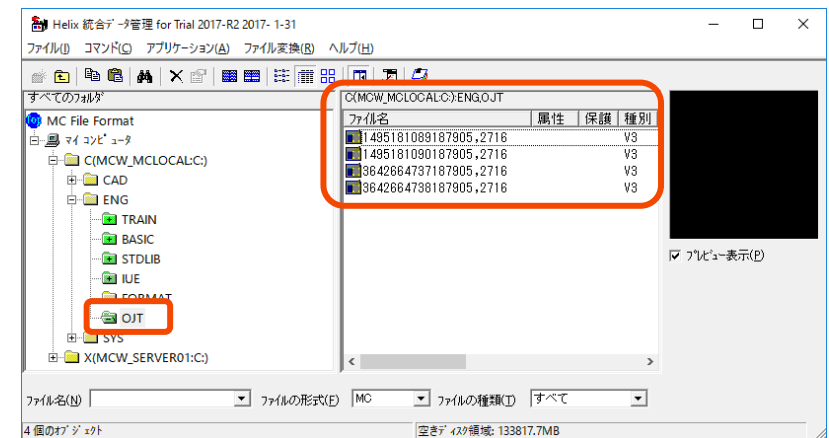 Helix 統合ﾃﾞｰﾀ管理 for Trial 2017-R2 2017- 1-31
ﾌｧｲﾙ(I) ｺﾏﾝﾄﾞ(C) ｱﾌﾟﾘｹｰｼｮﾝ(A) ﾌｧｲﾙ変換(R) ﾍﾙﾌﾟ(H)
すべてのﾌｫﾙﾀﾞ
MC File Format
ﾏｲ ｺﾝﾋﾟｭｰﾀ
C(MCW_MCLOCAL:C:)
CAD
ENG
TRAIN
BASIC
STDLIB
IUE
FORMAT
OJT
SYS
X(MCW_SERVER01:C:)
C(MCW_MCLOCAL:C:):ENG,OJT
ﾌｧｲﾙ名 属性 保護 種別
1495181089187905,2716 V3
1495181090187905,2716 V3
3642664737187905,2716 V3
3642664738187905,2716 V3
ﾌﾟﾚﾋﾞｭｰ表示(P)
ﾌｧｲﾙ名(N) ﾌｧｲﾙの形式(F) MC ﾌｧｲﾙの種類(T) すべて
4 個のｵﾌﾞｼﾞｪｸﾄ 空きﾃﾞｨｽｸ領域: 133817.7MB